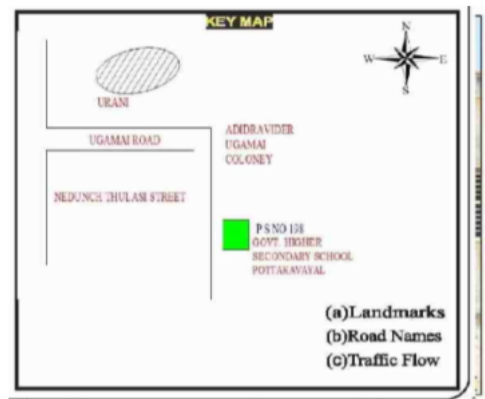 KEY MAP
N
W E
S
URANI
UGAMAI ROAD
ADIDRAVIDER
UGAMAI
COLONEY
NEDUNCH THULASI STREET
P S NO 198
GOVT. HIGHER
SECONDARY SCHOOL
POTTAKAVAYAL
(a)Landmarks
(b)Road Names
(c)Traffic Flow